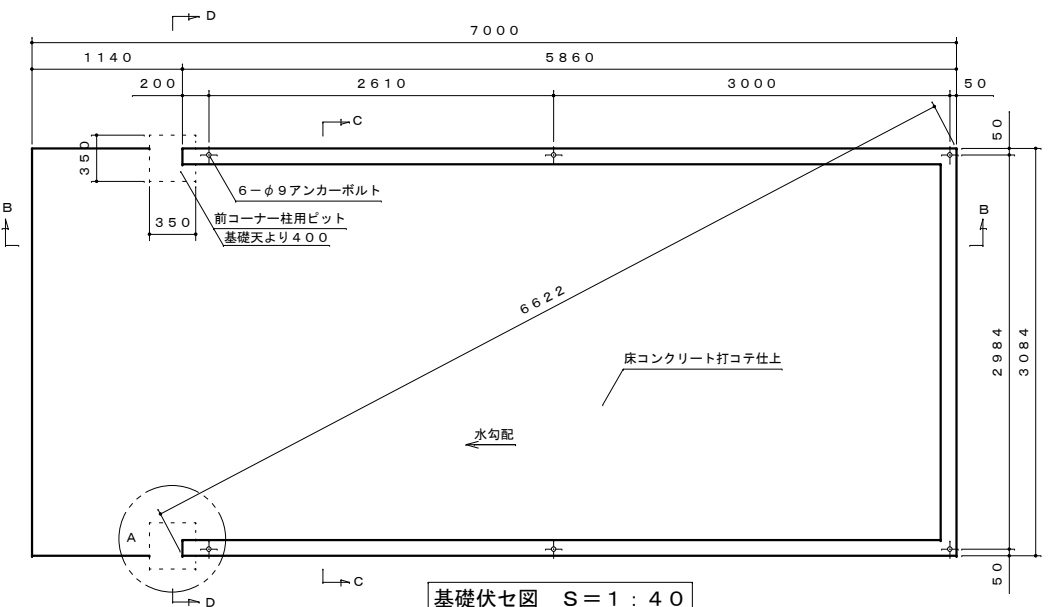 D
7000
1140 5860
200 2610 3000 50
C
50
350
6-φ9アンカーボルト
前コーナー柱用ピット
基礎天より400
350
B
B
6622
2984
3084
床コンクリート打コテ仕上
水勾配
A
50
C
D
基礎伏セ図 S=1:40